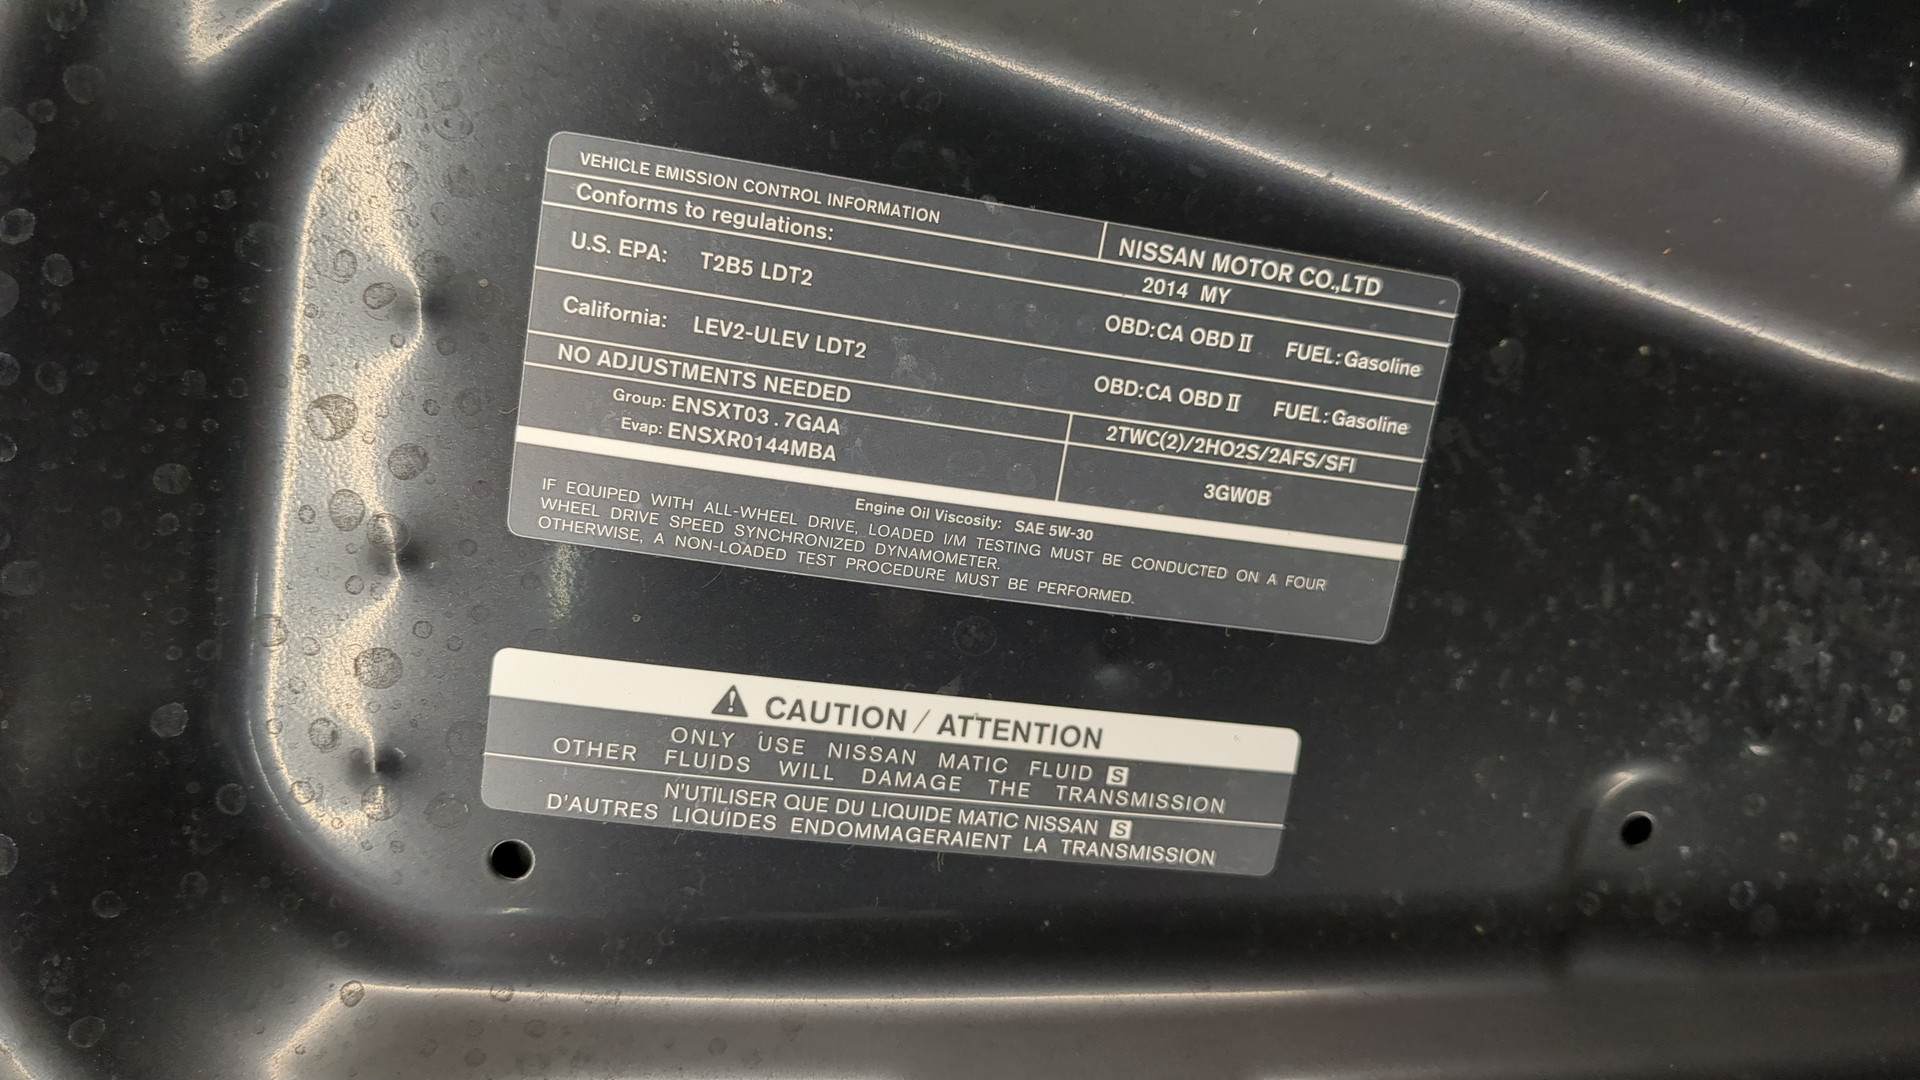 VEHICLE EMISSION CONTROL INFORMATION
NISSAN MOTOR CO.,LTD
Conforms to regulations:
2014 MY
U.S. EPA: T2B5 LDT2 OBD:CA OBD II FUEL:Gasoline
California: LEV2-ULEV LDT2 OBD:CA OBD II FUEL:Gasoline
NO ADJUSTMENTS NEEDED
2TWC(2)/2HO2S/2AFS/SFI
Group: ENSXT03.7GAA
Evap: ENSXR0144MBA
3GW0B
Engine Oil Viscosity: SAE 5W-30
IF EQUIPED WITH ALL-WHEEL DRIVE, LOADED I/M TESTING MUST BE CONDUCTED ON A FOUR
WHEEL DRIVE SPEED SYNCHRONIZED DYNAMOMETER.
OTHERWISE, A NON-LOADED TEST PROCEDURE MUST BE PERFORMED.
CAUTION / ATTENTION
ONLY USE NISSAN MATIC FLUID S
OTHER FLUIDS WILL DAMAGE THE TRANSMISSION
N'UTILISER QUE DU LIQUIDE MATIC NISSAN S
D'AUTRES LIQUIDES ENDOMMAGERAIENT LA TRANSMISSION